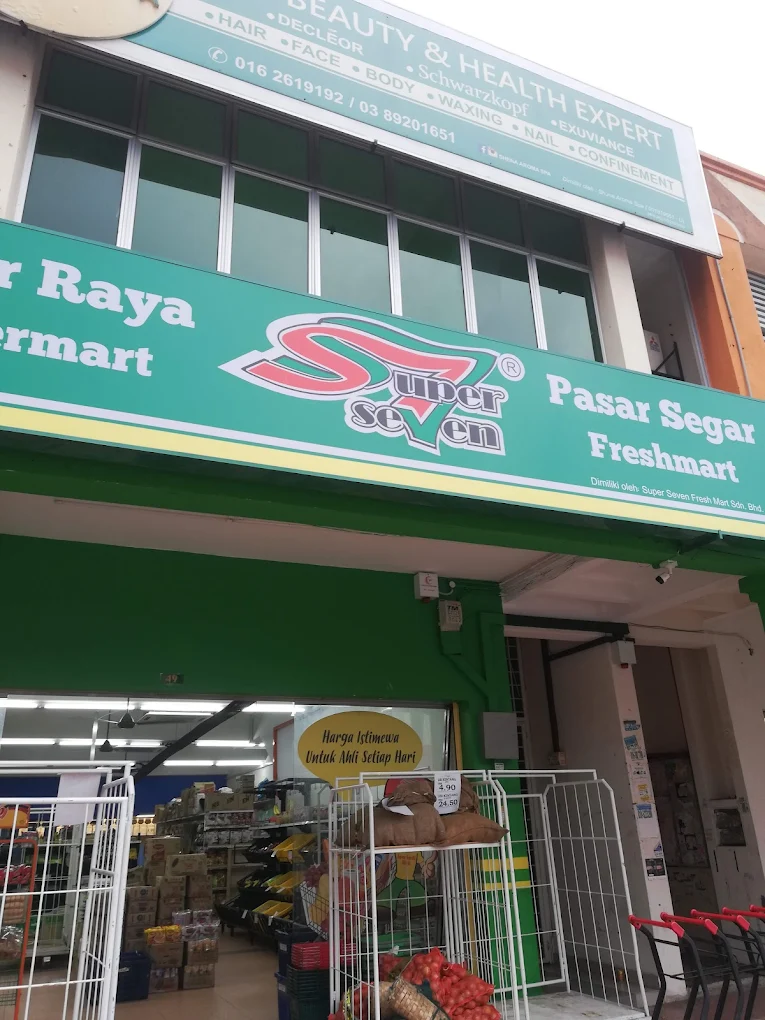 BEAUTY & HEALTH EXPERT
•DECLÉOR •Schwarzkopf •EXUVIANCE
•HAIR •FACE •BODY •WAXING •NAIL •CONFINEMENT
016 2619192 / 03 89201651
r Raya
ermart
Super
seven
®
Pasar Segar
Freshmart
Dimiliki oleh: Super Seven Fresh Mart Sdn. Bhd.
TM
49
Harga Istimewa
Untuk Ahli Setiap Hari
4.90
24.50